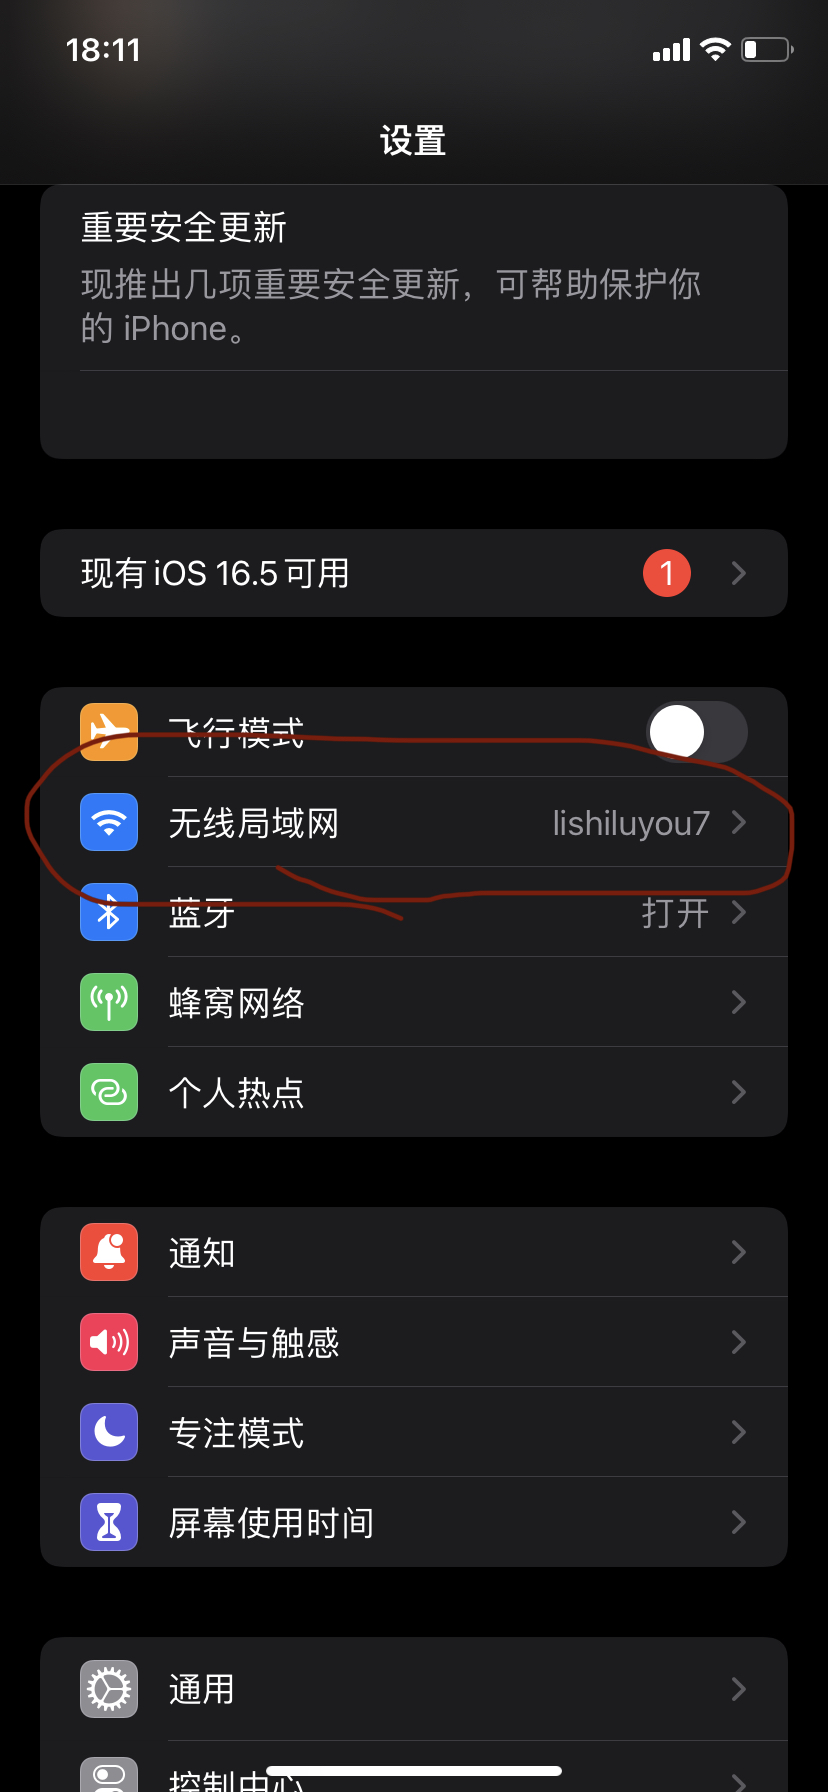 18:11
设置
重要安全更新
现推出几项重要安全更新，可帮助保护你
的 iPhone。
现有 iOS 16.5 可用
1
飞行模式
无线局域网
lishiluyou7
蓝牙
打开
蜂窝网络
个人热点
通知
声音与触感
专注模式
屏幕使用时间
通用
控制中心